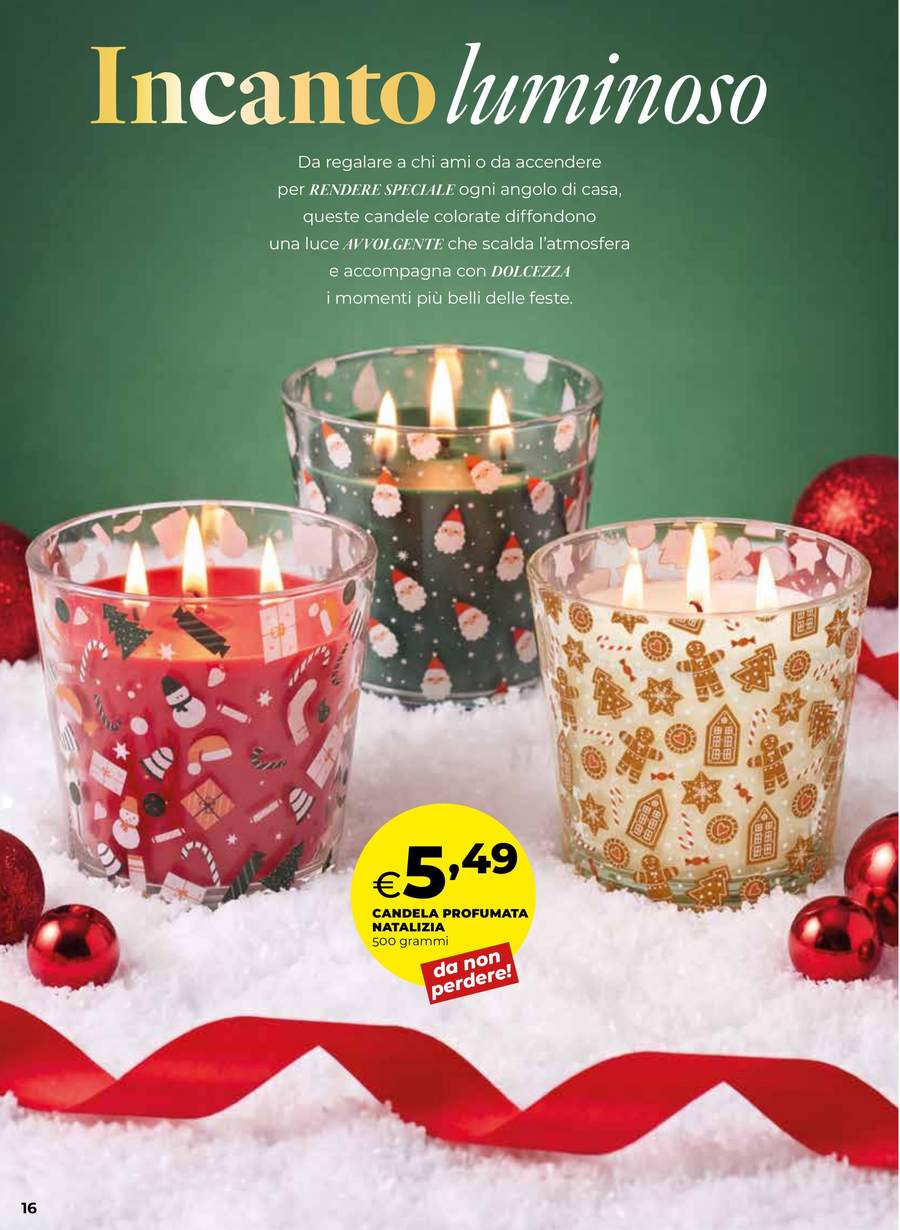 Incanto luminoso
Da regalare a chi ami o da accendere
per RENDERE SPECIALE ogni angolo di casa,
queste candele colorate diffondono
una luce AVVOLGENTE che scalda l'atmosfera
e accompagna con DOLCEZZA
i momenti più belli delle feste.
€5,49
CANDELA PROFUMATA
NATALIZIA
500 grammi
da non
perdere!
16